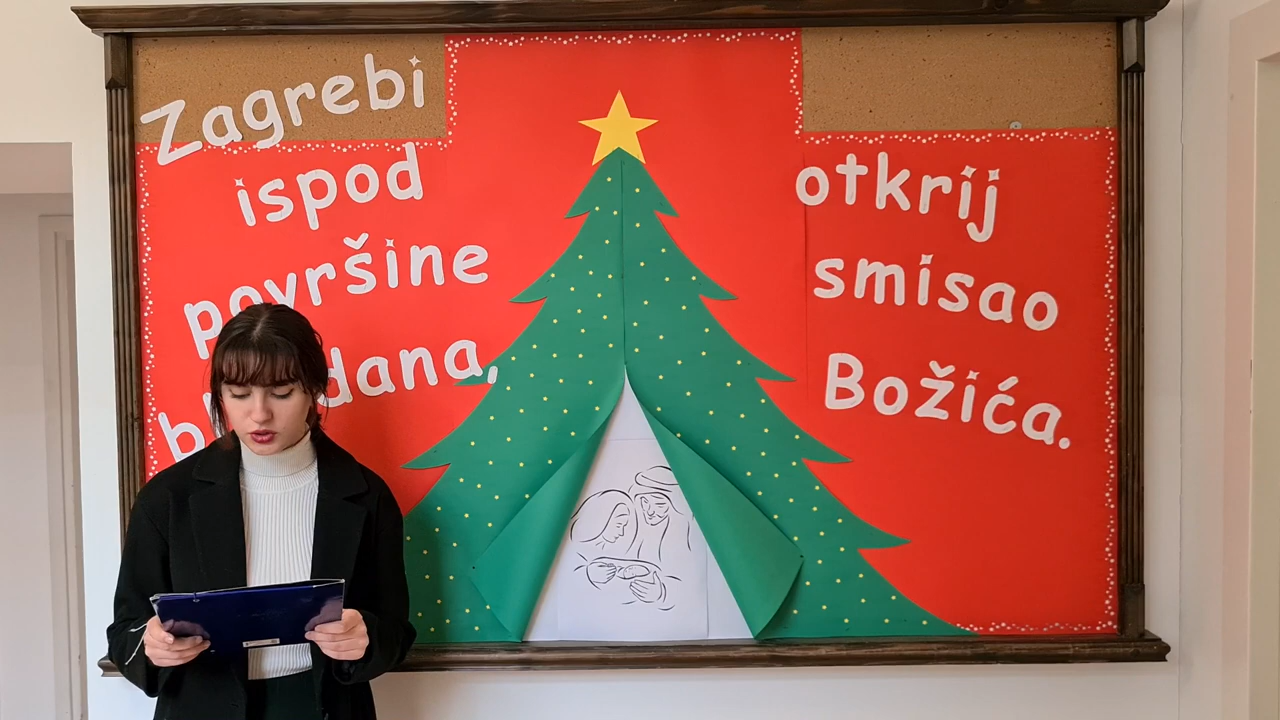 Zagrebi
ispod
površine
otkrij
smisao
Božića.